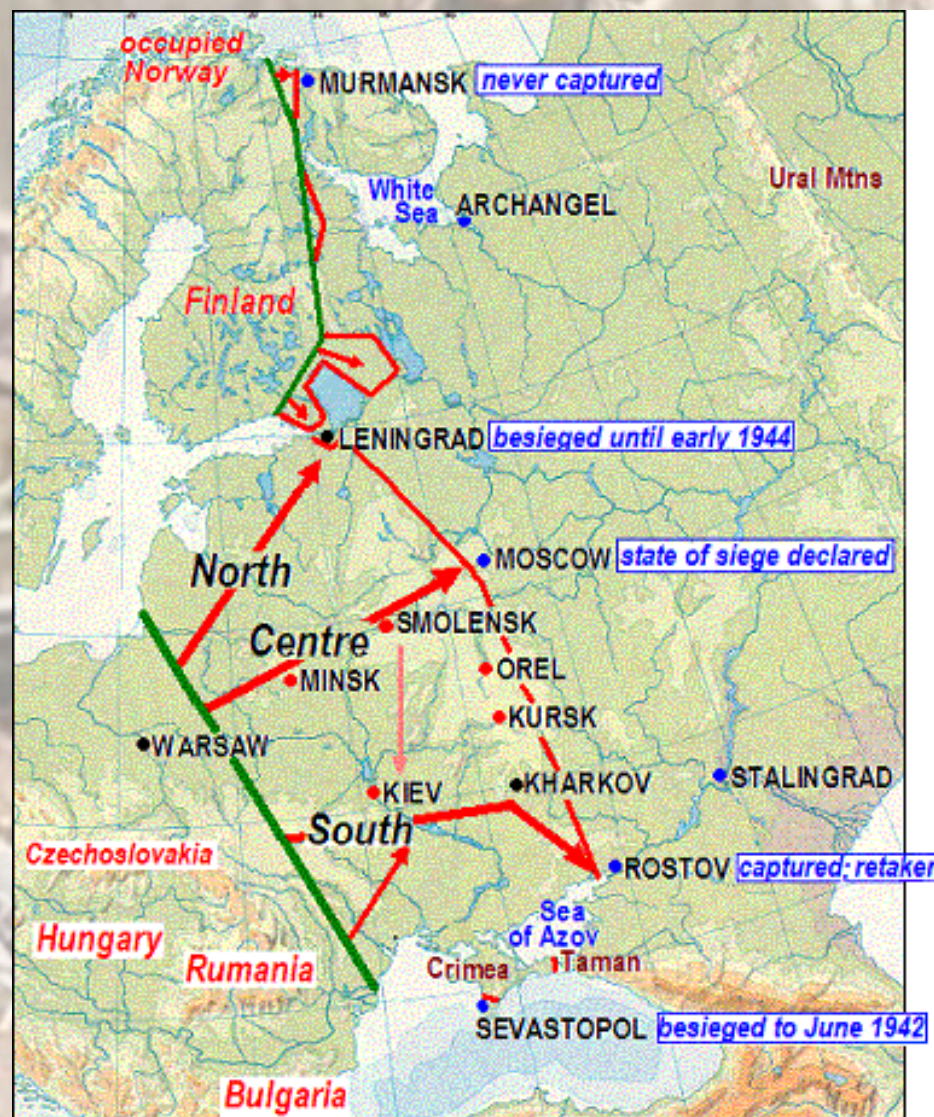 occupied
Norway
MURMANSK never captured
Ural Mtns
White
Sea
ARCHANGEL
Finland
LENINGRAD besieged until early 1944
MOSCOW state of siege declared
North
SMOLENSK
Centre
OREL
MINSK
KURSK
WARSAW
KHARKOV
STALINGRAD
KIEV
South
Czechoslovakia
ROSTOV captured; retaken
Sea
of Azov
Hungary
Rumania
Crimea
Taman
SEVASTOPOL besieged to June 1942
Bulgaria